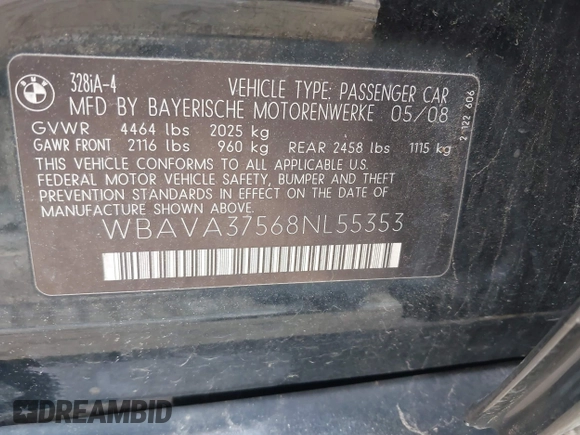 BMW
328iA-4
VEHICLE TYPE: PASSENGER CAR
MFD BY BAYERISCHE MOTORENWERKE 05/08
GVWR 4464 lbs 2025 kg
GAWR FRONT 2116 lbs 960 kg REAR 2458 lbs 1115 kg
THIS VEHICLE CONFORMS TO ALL APPLICABLE U.S.
FEDERAL MOTOR VEHICLE SAFETY, BUMPER AND THEFT
PREVENTION STANDARDS IN EFFECT ON THE DATE OF
MANUFACTURE SHOWN ABOVE.
WBAVA37568NL55353
2 122 606
DREAMBID